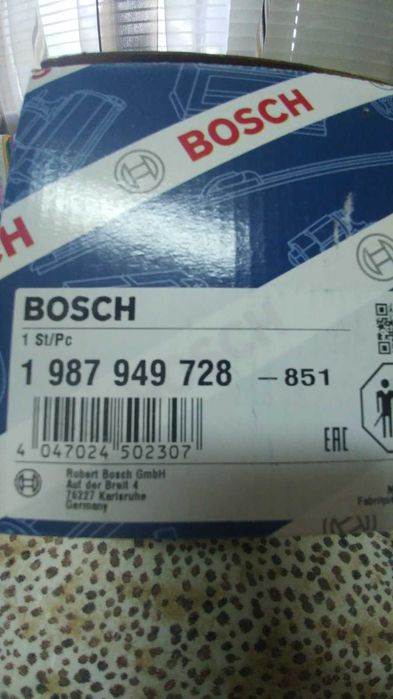 BOSCH
CH
BOSCH
1 St/Pc
1 987 949 728 - 851
4 047024 502307
EAC
Robert Bosch GmbH
Auf der Breit 4
76227 Karlsruhe
Germany